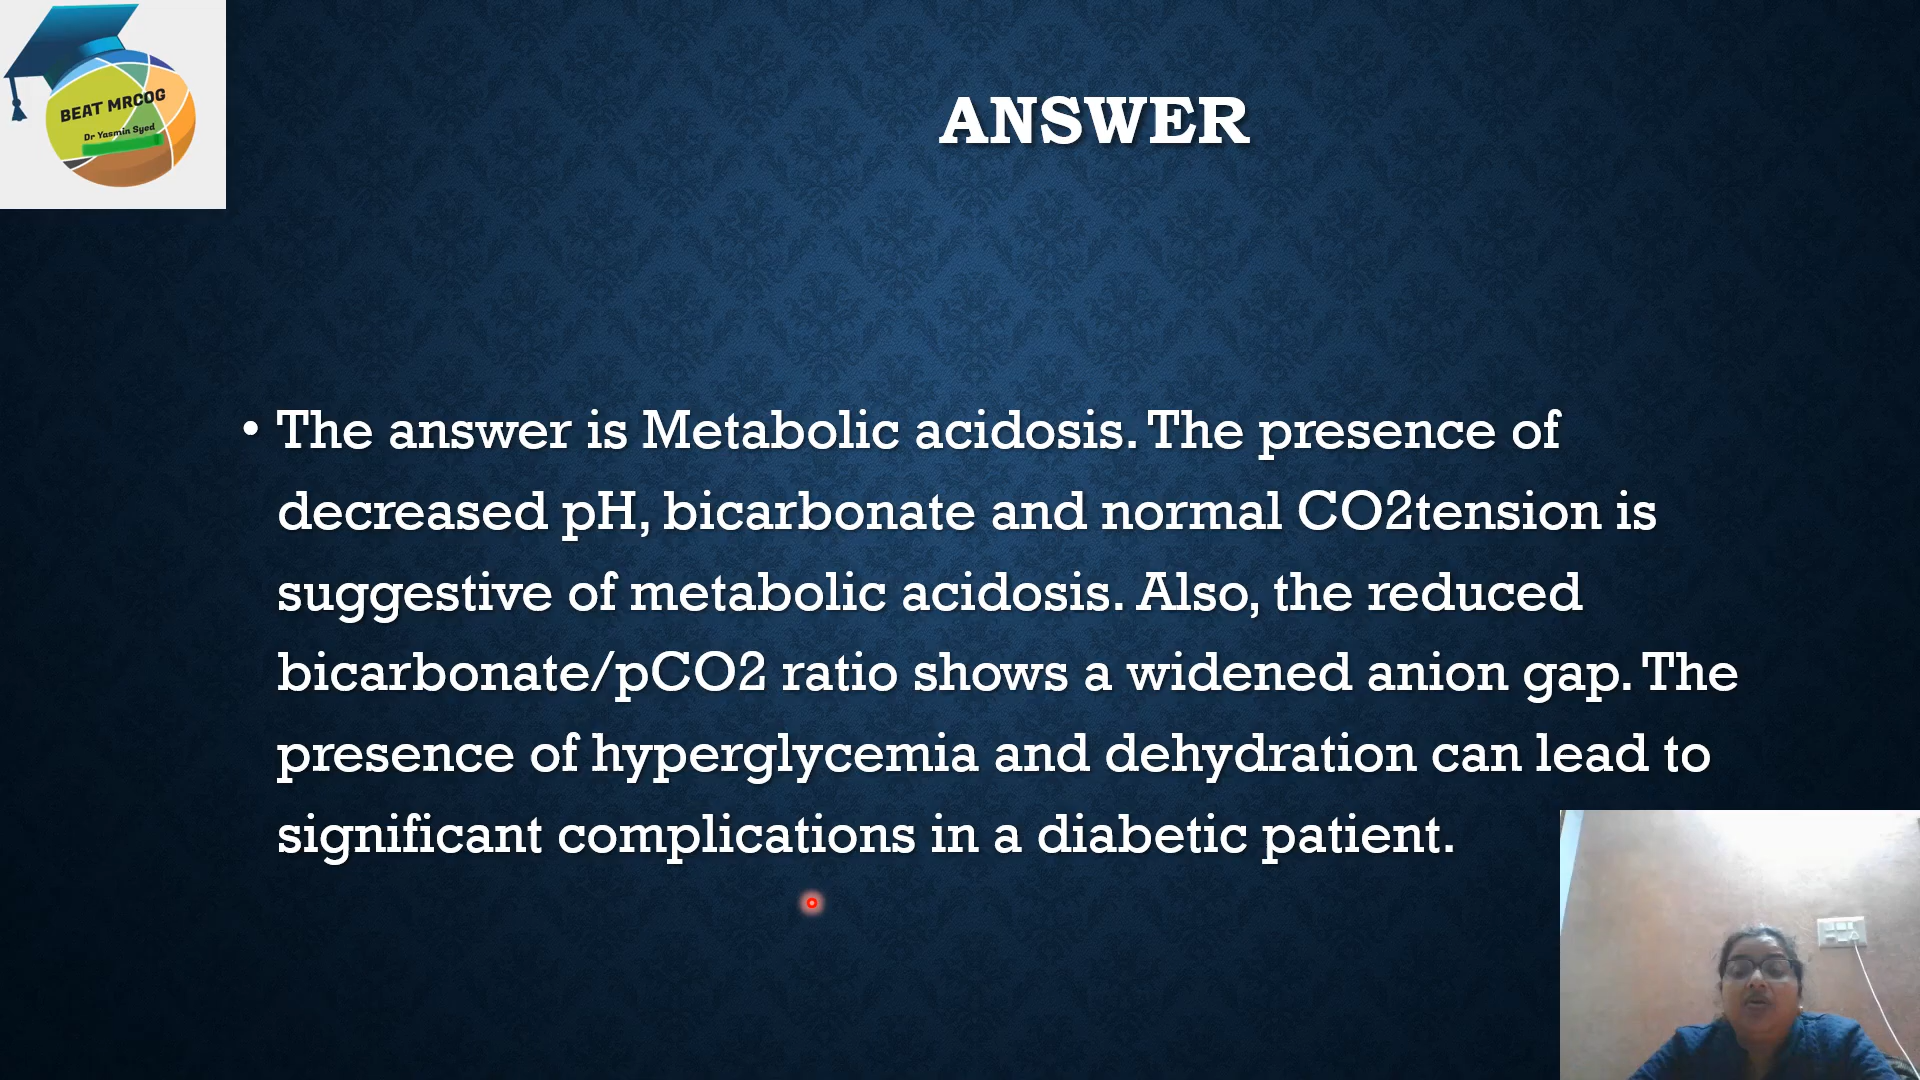 BEAT MRCOG
Dr Yasmin Syed
ANSWER
• The answer is Metabolic acidosis. The presence of
decreased pH, bicarbonate and normal CO2tension is
suggestive of metabolic acidosis. Also, the reduced
bicarbonate/pCO2 ratio shows a widened anion gap. The
presence of hyperglycemia and dehydration can lead to
significant complications in a diabetic patient.